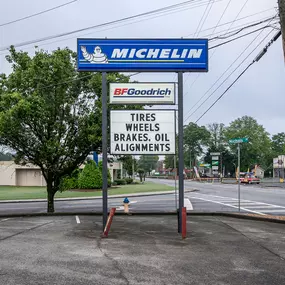 MICHELIN
BFGoodrich
TIRES
WHEELS
BRAKES. OIL
ALIGNMENTS